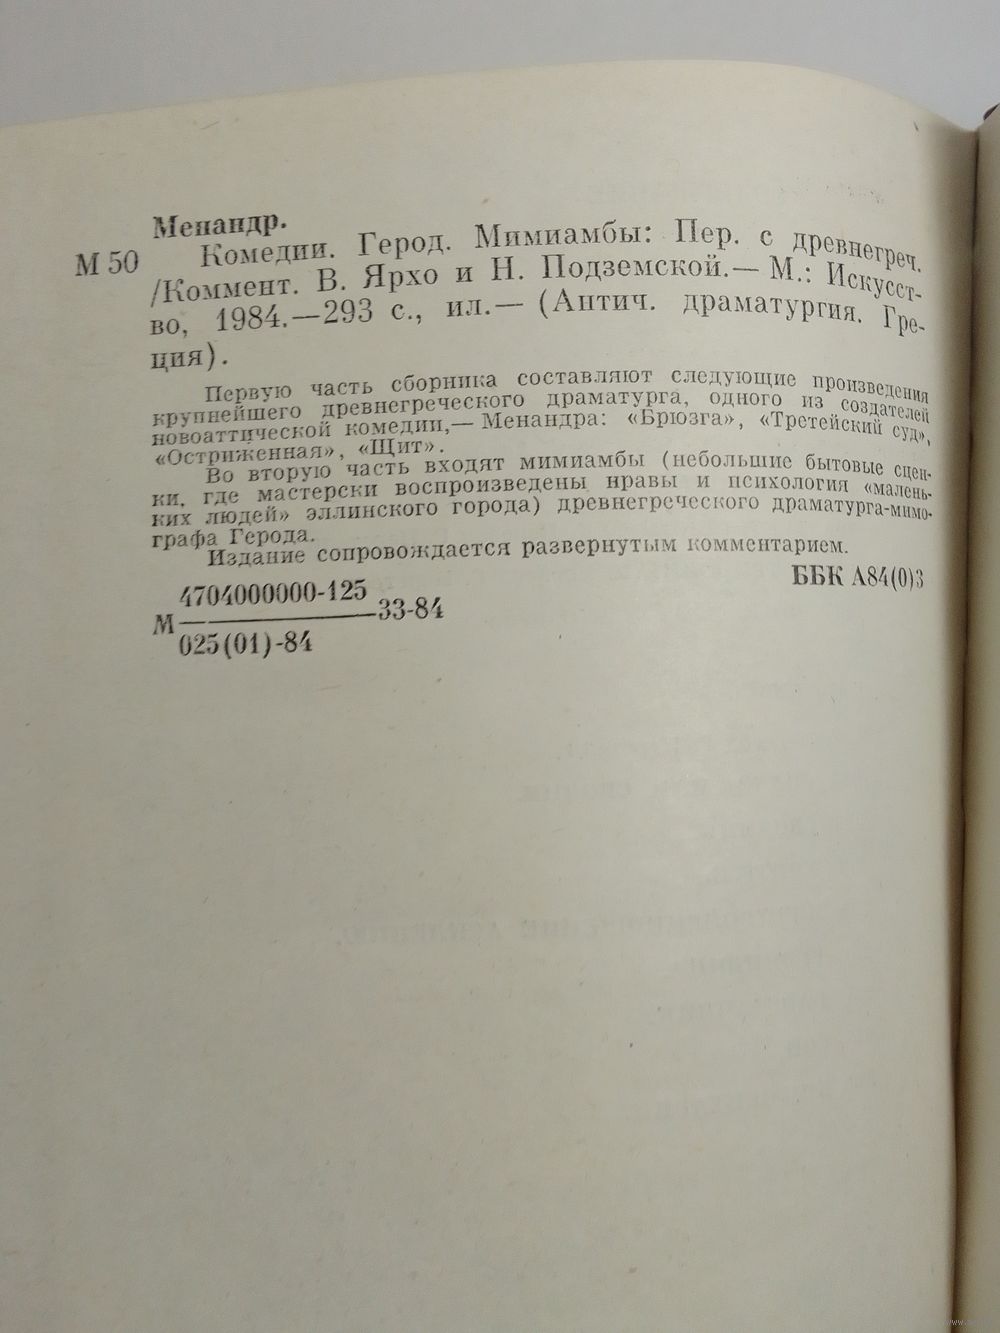 Менандр.
М 50 Комедии. Герод. Мимиамбы: Пер. с древнегреч.
/Коммент. В. Ярхо и Н. Подземской.— М.: Искусст-
во, 1984.—293 с., ил.— (Антич. драматургия. Гре-
ция).
Первую часть сборника составляют следующие произведения
крупнейшего древнегреческого драматурга, одного из создателей
новоаттической комедии,— Менандра: «Брюзга», «Третейский суд»,
«Остриженная», «Щит».
Во вторую часть входят мимиамбы (небольшие бытовые сцен-
ки, где мастерски воспроизведены нравы и психология «малень-
ких людей» эллинского города) древнегреческого драматурга-мимо-
графа Герода.
Издание сопровождается развернутым комментарием.
ББК А84(0)3
4704000000-125
М———33-84
025(01)-84